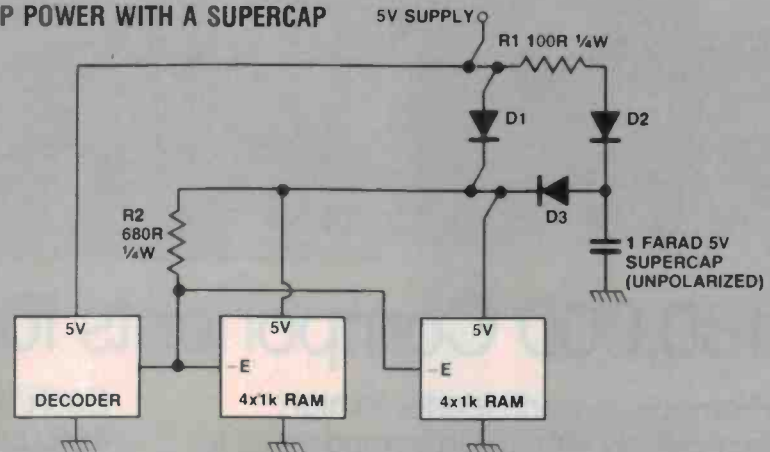 P POWER WITH A SUPERCAP
5V SUPPLY
R1 100R ¼W
D1
D2
D3
R2
680R
¼W
1 FARAD 5V
SUPERCAP
(UNPOLARIZED)
5V
DECODER
5V
–E
4x1k RAM
5V
–E
4x1k RAM